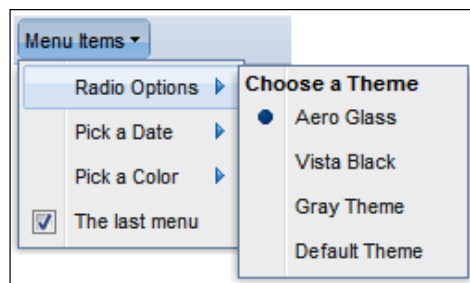 Menu Items
Radio Options
Pick a Date
Pick a Color
The last menu
Choose a Theme
Aero Glass
Vista Black
Gray Theme
Default Theme